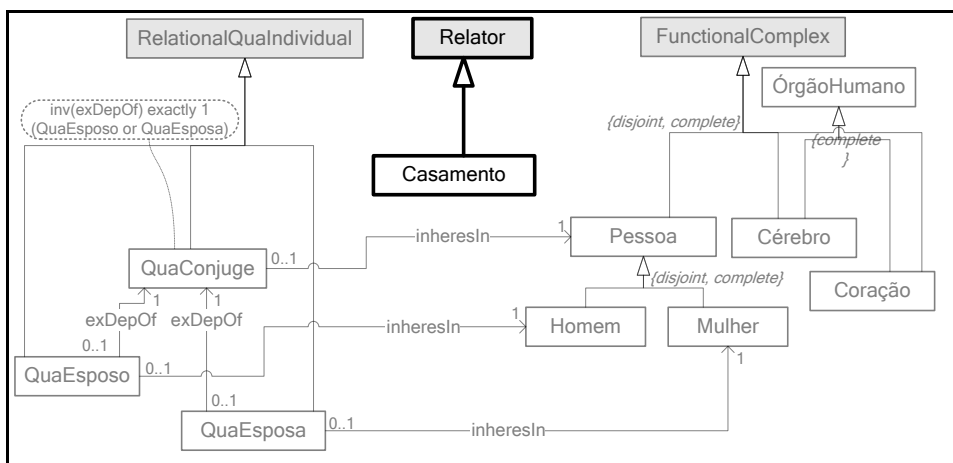 RelationalQuaIndividual
Relator
FunctionalComplex
ÓrgãoHumano
inv(exDepOf) exactly 1
(QuaEsposo or QuaEsposa)
{disjoint, complete}
{complete
}
Casamento
QuaConjuge
0..1
inheresIn
1
Pessoa
Cérebro
{disjoint, complete}
Coração
1
1
exDepOf
exDepOf
inheresIn
1
Homem
Mulher
0..1
QuaEsposo
0..1
1
0..1
QuaEsposa
0..1
inheresIn